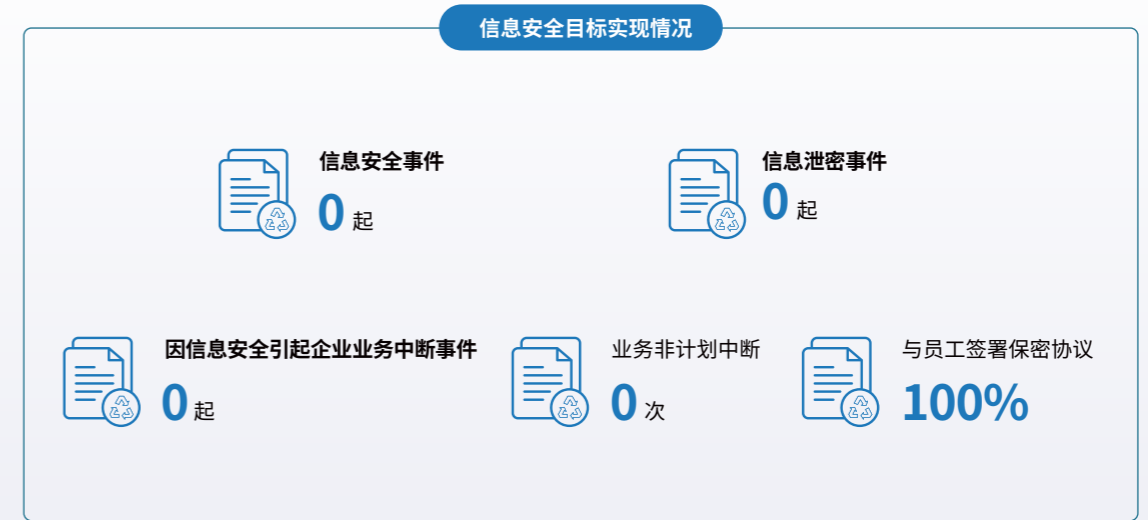 信息安全目标实现情况
信息安全事件
0 起
信息泄密事件
0 起
因信息安全引起企业业务中断事件
0 起
业务非计划中断
0 次
与员工签署保密协议
100%